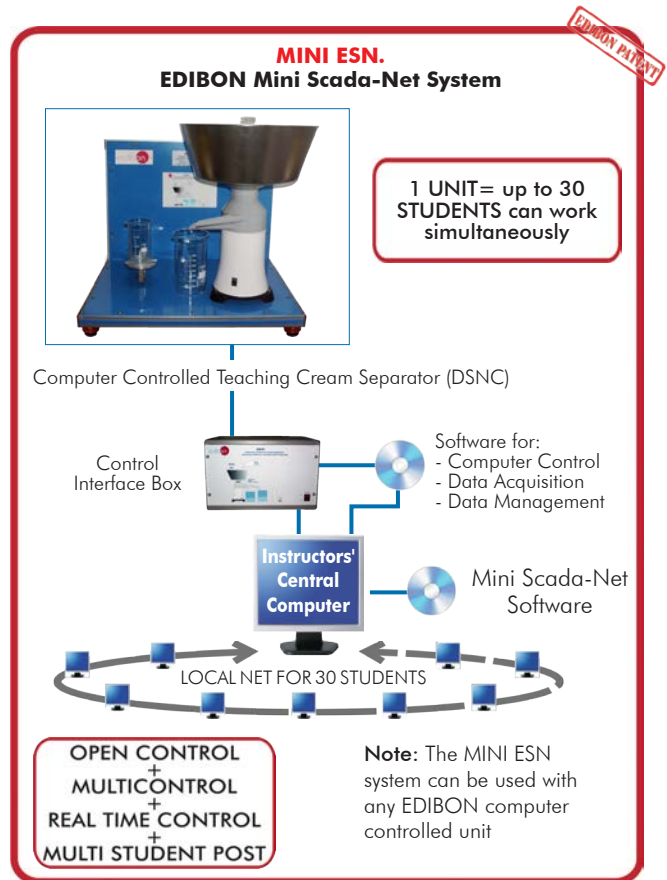 EDIBON PATENT
MINI ESN.
EDIBON Mini Scada-Net System
1 UNIT= up to 30
STUDENTS can work
simultaneously
Computer Controlled Teaching Cream Separator (DSNC)
Control
Interface Box
Software for:
- Computer Control
- Data Acquisition
- Data Management
Instructors'
Central
Computer
Mini Scada-Net
Software
LOCAL NET FOR 30 STUDENTS
OPEN CONTROL
+
MULTICONTROL
+
REAL TIME CONTROL
+
MULTI STUDENT POST
Note: The MINI ESN
system can be used with
any EDIBON computer
controlled unit